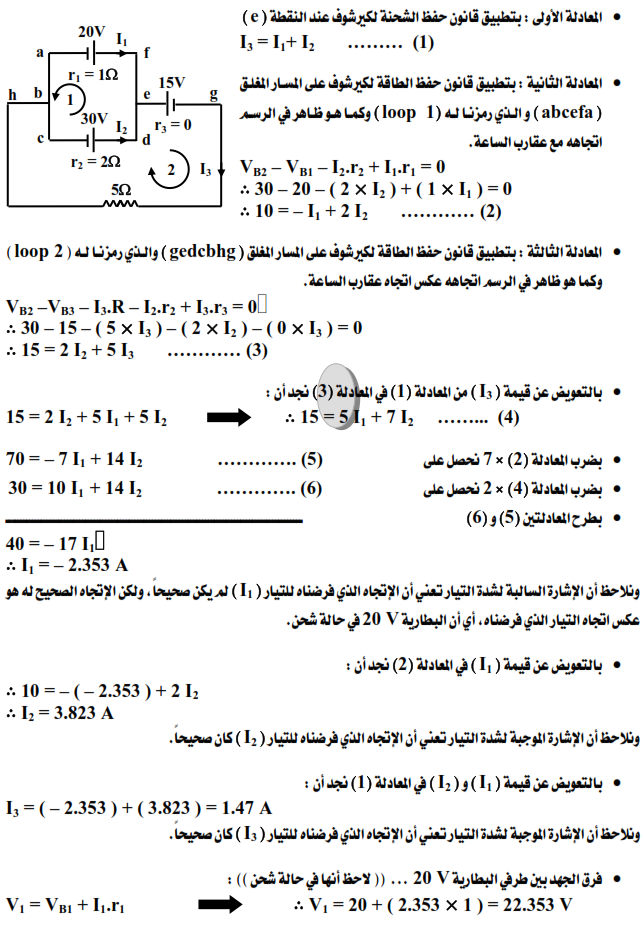 20V
a I₁ f
r₁ = 1Ω
15V
h b 1 e g
30V
c I₂ d r₃ = 0
r₂ = 2Ω 2 I₃
5Ω
• المعادلة الأولى : بتطبيق قانون حفظ الشحنة لكيرشوف عند النقطة ( e )
I₃ = I₁+ I₂ ……… (1)
• المعادلة الثانية : بتطبيق قانون حفظ الطاقة لكيرشوف على المسار المغلق
( abcefa ) و الذي رمزنا له ( loop 1 ) وكما هو ظاهر في الرسم
اتجاهه مع عقارب الساعة.
V_B2 – V_B1 – I₂.r₂ + I₁.r₁ = 0
∴ 30 – 20 – ( 2 × I₂ ) + ( 1 × I₁ ) = 0
∴ 10 = – I₁ + 2 I₂ ………… (2)
• المعادلة الثالثة : بتطبيق قانون حفظ الطاقة لكيرشوف على المسار المغلق ( gedcbhg ) والذي رمزنا له ( loop 2 )
وكما هو ظاهر في الرسم اتجاهه عكس اتجاه عقارب الساعة.
V_B2 –V_B3 – I₃.R – I₂.r₂ + I₃.r₃ = 0
∴ 30 – 15 – ( 5 × I₃ ) – ( 2 × I₂ ) – ( 0 × I₃ ) = 0
∴ 15 = 2 I₂ + 5 I₃ ………… (3)
• بالتعويض عن قيمة ( I₃ ) من المعادلة (1) في المعادلة (3) نجد أن :
15 = 2 I₂ + 5 I₁ + 5 I₂ ∴ 15 = 5 I₁ + 7 I₂ ……... (4)
• بضرب المعادلة (2) × 7 نحصل على 70 = – 7 I₁ + 14 I₂ …………. (5)
• بضرب المعادلة (4) × 2 نحصل على 30 = 10 I₁ + 14 I₂ …………. (6)
• بطرح المعادلتين (5) و (6)
40 = – 17 I₁
∴ I₁ = – 2.353 A
ونلاحظ أن الإشارة السالبة لشدة التيار تعني أن الإتجاه الذي فرضناه للتيار ( I₁ ) لم يكن صحيحاً ، ولكن الإتجاه الصحيح له هو
عكس اتجاه التيار الذي فرضناه ، أي أن البطارية 20 V في حالة شحن.
• بالتعويض عن قيمة ( I₁ ) في المعادلة (2) نجد أن :
∴ 10 = – ( – 2.353 ) + 2 I₂
∴ I₂ = 3.823 A
ونلاحظ أن الإشارة الموجبة لشدة التيار تعني أن الإتجاه الذي فرضناه للتيار ( I₂ ) كان صحيحاً.
• بالتعويض عن قيمة ( I₁ ) و ( I₂ ) في المعادلة (1) نجد أن :
I₃ = ( – 2.353 ) + ( 3.823 ) = 1.47 A
ونلاحظ أن الإشارة الموجبة لشدة التيار تعني أن الإتجاه الذي فرضناه للتيار ( I₃ ) كان صحيحاً.
• فرق الجهد بين طرفي البطارية 20 V … (( لاحظ أنها في حالة شحن )) :
V₁ = V_B1 + I₁.r₁ ∴ V₁ = 20 + ( 2.353 × 1 ) = 22.353 V